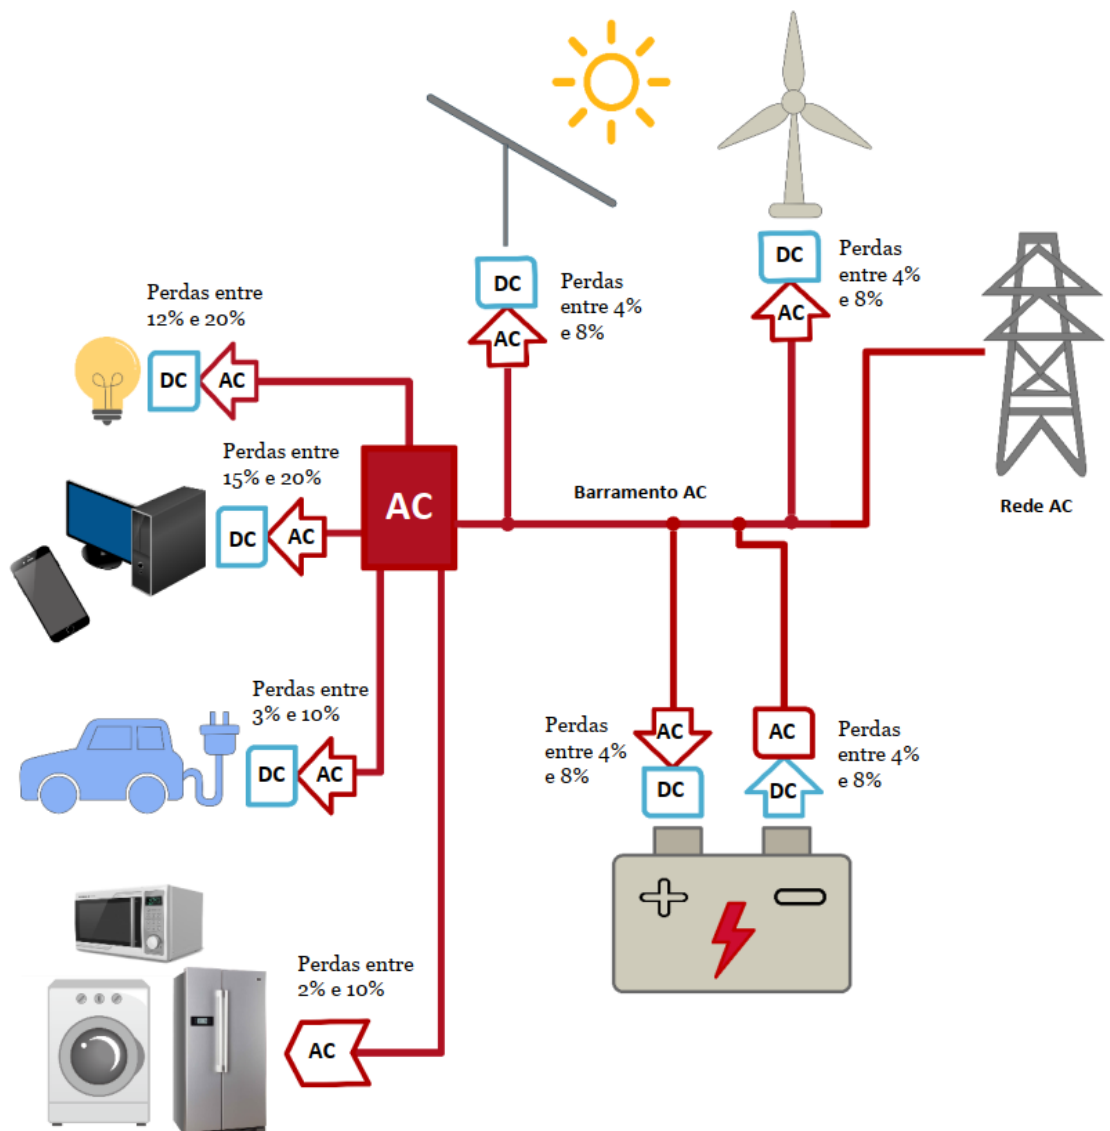 DC
Perdas
entre 4%
e 8%
AC
DC
Perdas
entre 4%
e 8%
AC
Perdas entre
12% e 20%
DC
AC
Perdas entre
15% e 20%
DC
AC
AC
Barramento AC
Rede AC
Perdas entre
3% e 10%
DC
AC
Perdas
entre 4%
e 8%
AC
DC
AC
DC
Perdas
entre 4%
e 8%
Perdas entre
2% e 10%
AC